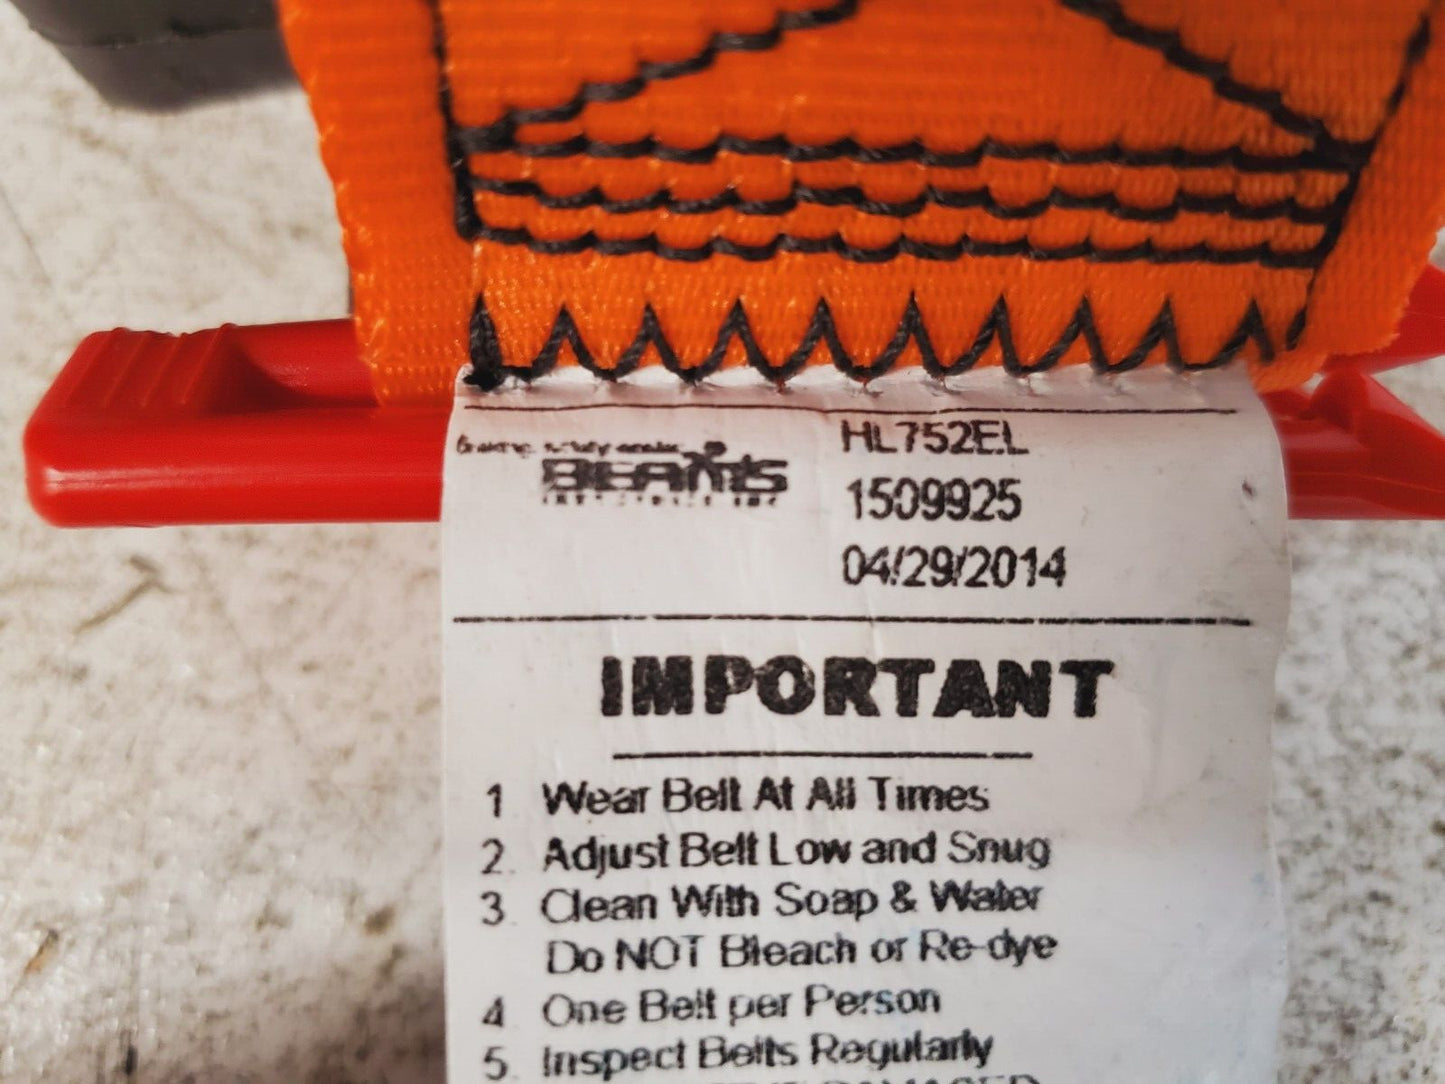 BEAMS
HL752EL
1509925
04/29/2014
IMPORTANT
1 Wear Belt At All Times
2. Adjust Belt Low and Snug
3. Clean With Soap & Water
Do NOT Bleach or Re-dye
4 One Belt per Person
5. Inspect Belts Regularly